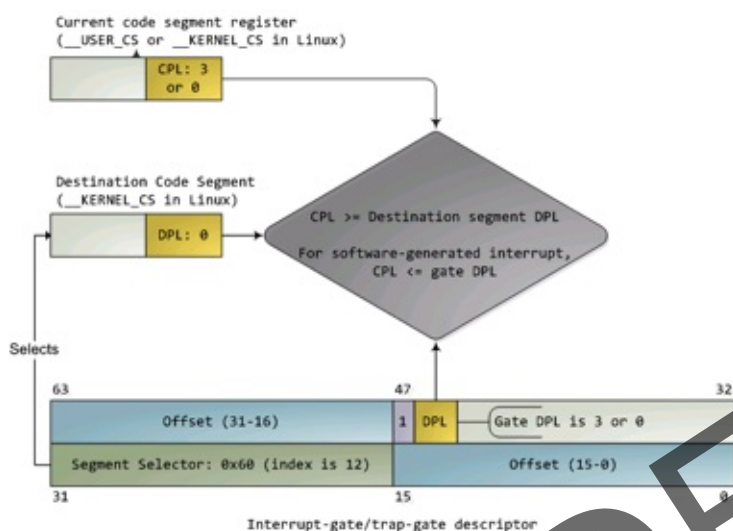 Current code segment register
(__USER_CS or __KERNEL_CS in Linux)
CPL: 3
or 0
Destination Code Segment
(__KERNEL_CS in Linux)
DPL: 0
CPL >= Destination segment DPL
For software-generated interrupt,
CPL <= gate DPL
Selects
63 47 32
Offset (31-16) 1 DPL Gate DPL is 3 or 0
Segment Selector: 0x60 (index is 12) Offset (15-0)
31 15 0
Interrupt-gate/trap-gate descriptor